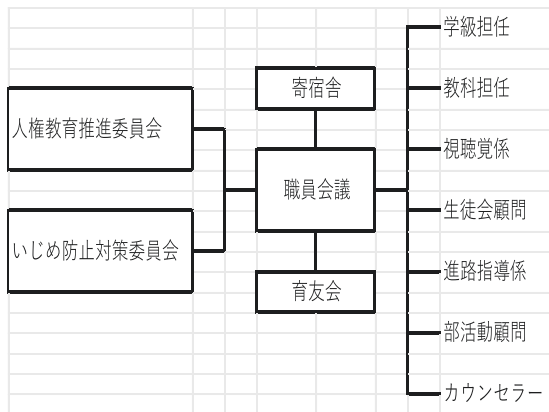 学級担任
寄宿舎
教科担任
人権教育推進委員会
視聴覚係
職員会議
生徒会顧問
いじめ防止対策委員会
進路指導係
育友会
部活動顧問
カウンセラー